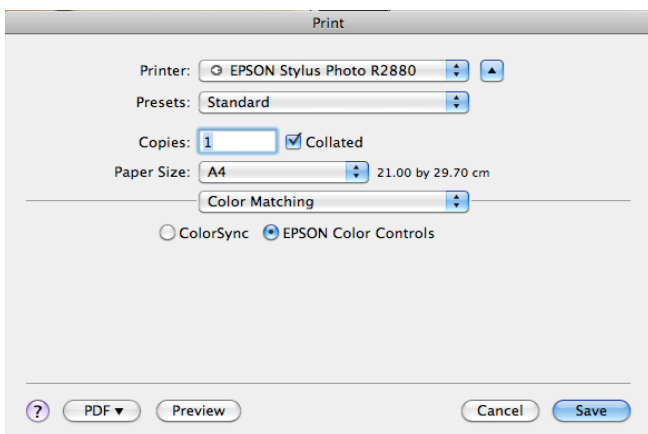 Print
Printer: EPSON Stylus Photo R2880
Presets: Standard
Copies: 1 Collated
Paper Size: A4 21.00 by 29.70 cm
Color Matching
ColorSync EPSON Color Controls
? PDF ▼ Preview Cancel Save